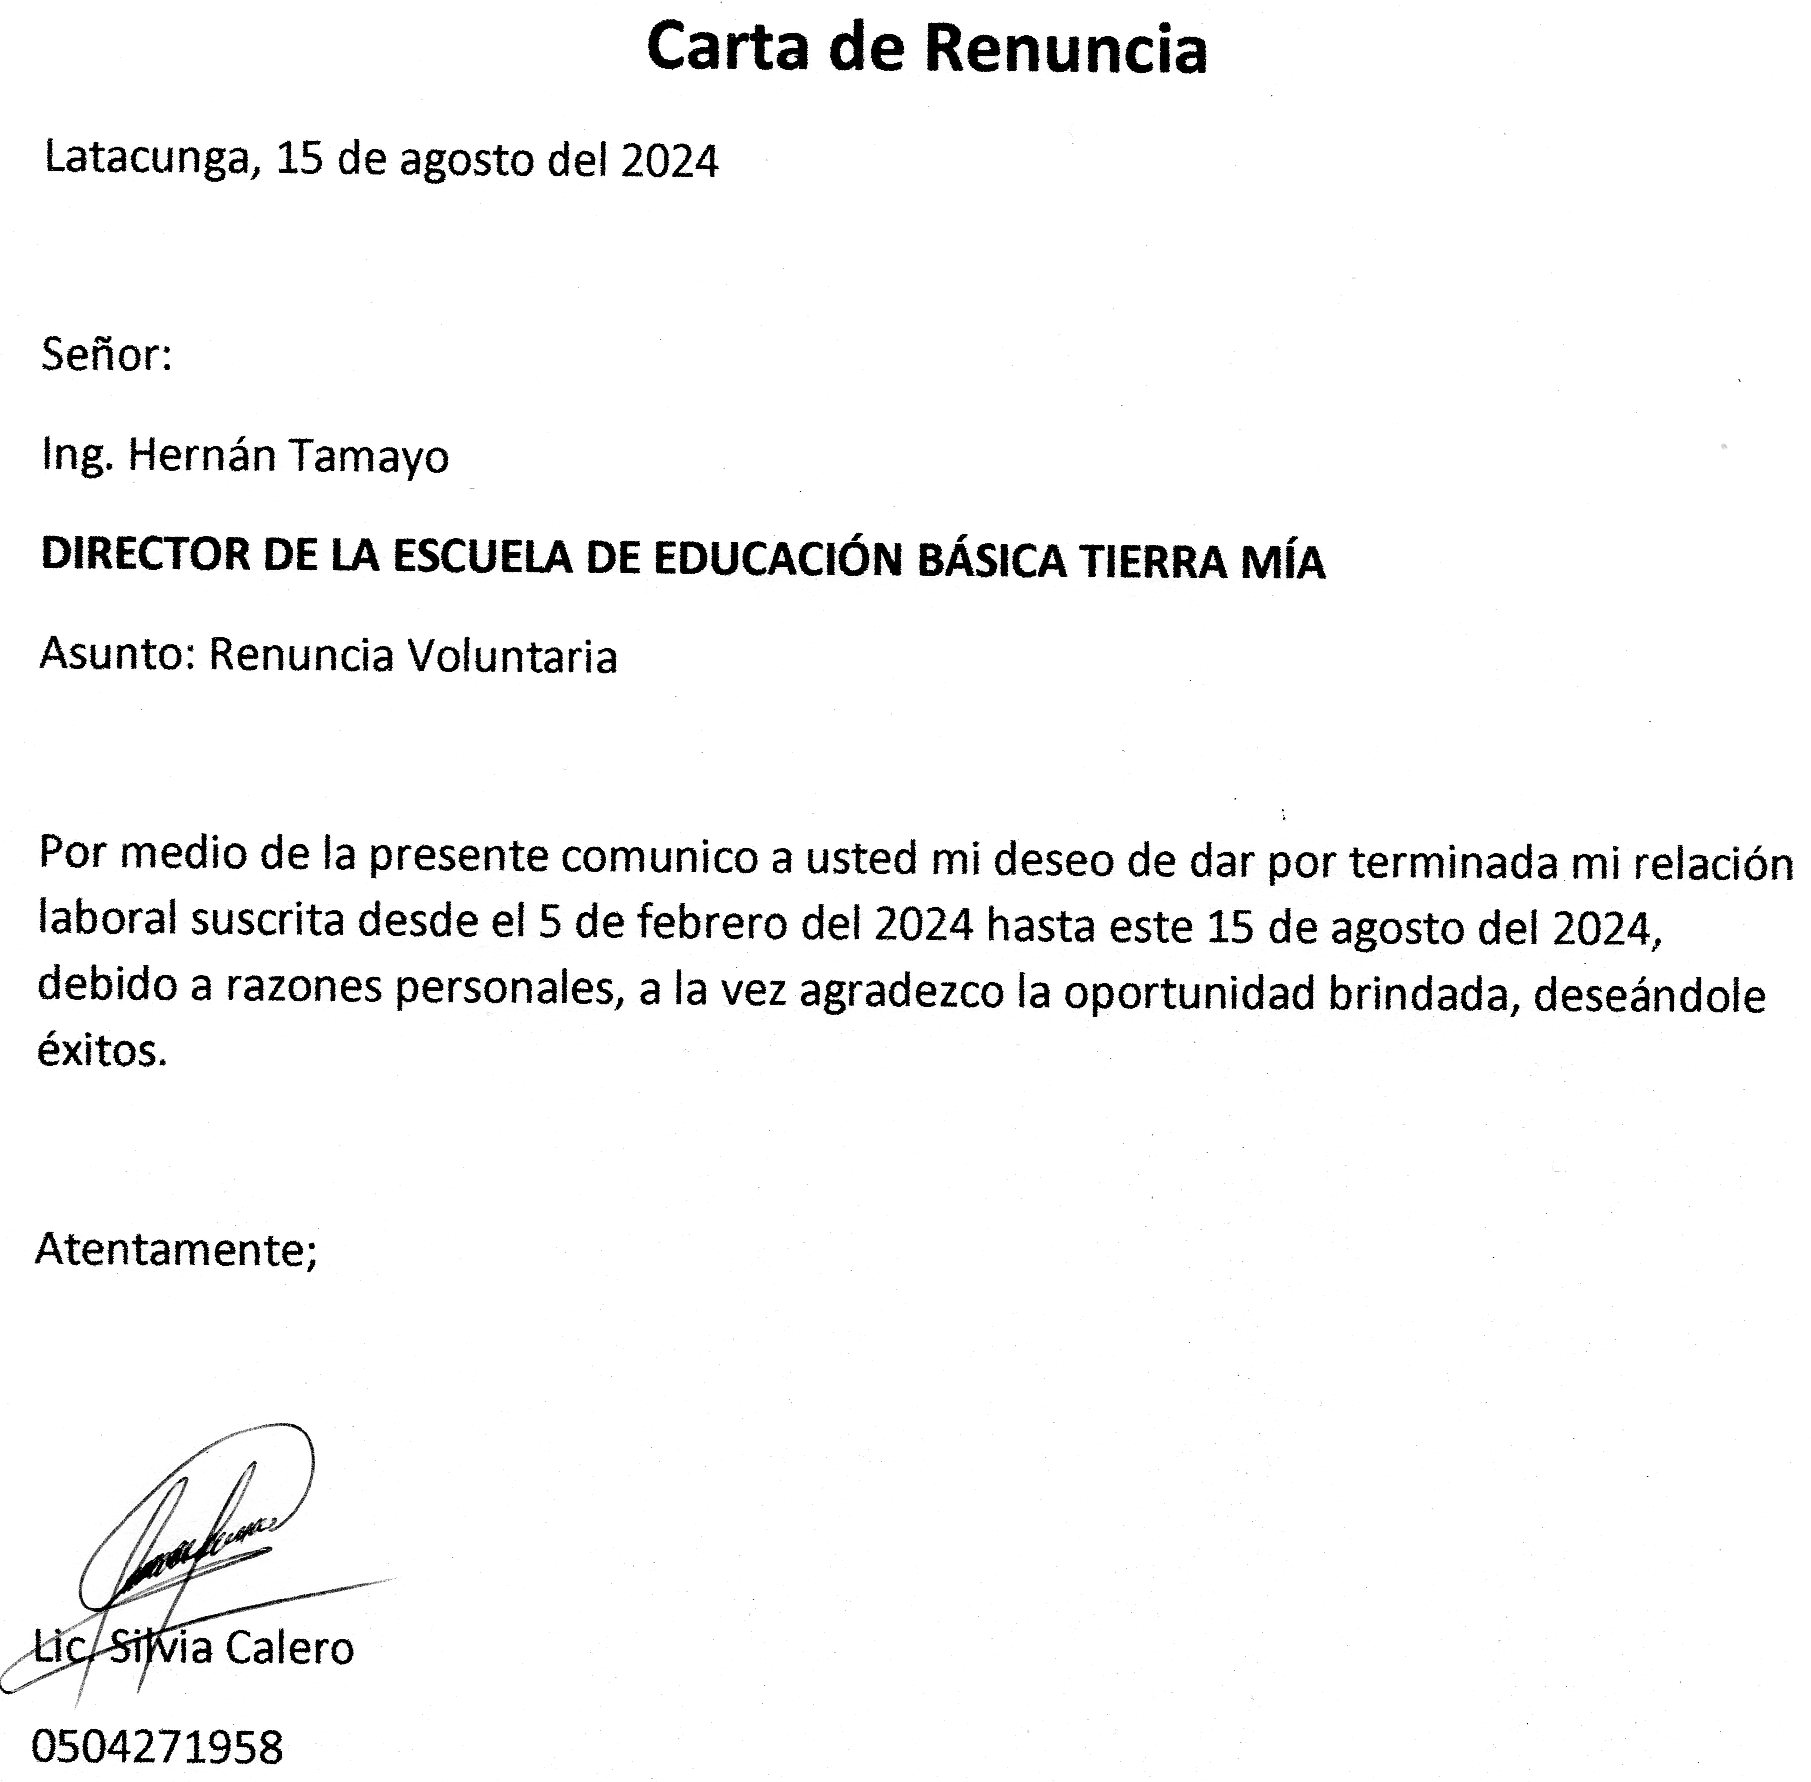 Carta de Renuncia
Latacunga, 15 de agosto del 2024
Señor:
Ing. Hernán Tamayo
DIRECTOR DE LA ESCUELA DE EDUCACIÓN BÁSICA TIERRA MÍA
Asunto: Renuncia Voluntaria
Por medio de la presente comunico a usted mi deseo de dar por terminada mi relación
laboral suscrita desde el 5 de febrero del 2024 hasta este 15 de agosto del 2024,
debido a razones personales, a la vez agradezco la oportunidad brindada, deseándole
éxitos.
Atentamente;
Lic. Silvia Calero
0504271958